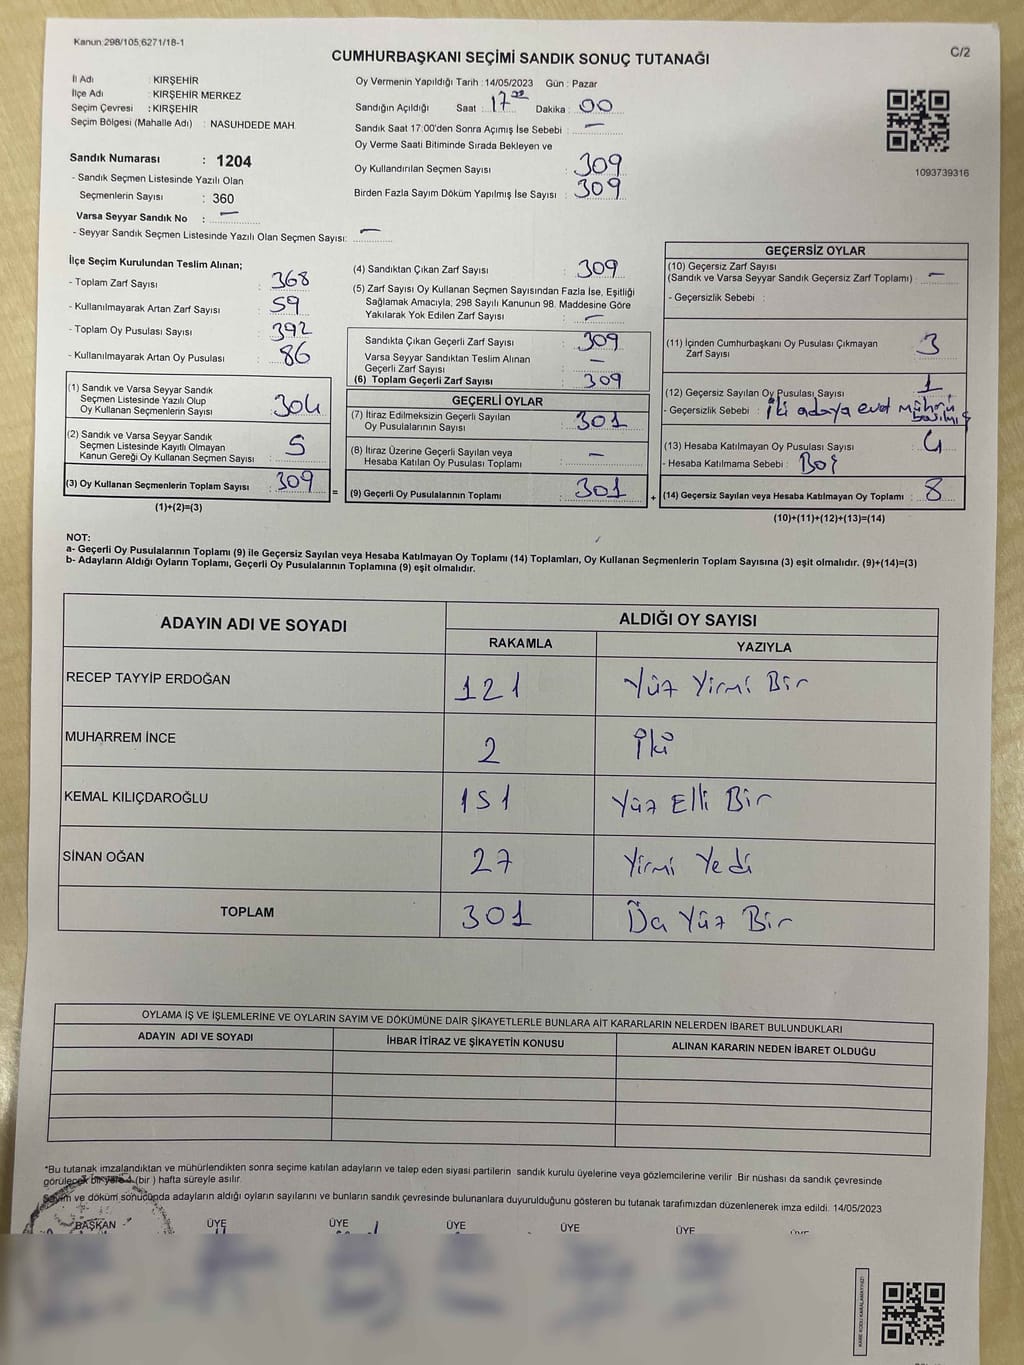 Kanun 298/105,6271/18-1
CUMHURBAŞKANI SEÇİMİ SANDIK SONUÇ TUTANAĞI
C/2
İl Adı : KIRŞEHİR
İlçe Adı : KIRŞEHİR MERKEZ
Seçim Çevresi : KIRŞEHİR
Seçim Bölgesi (Mahalle Adı) : NASUHDEDE MAH.
Oy Vermenin Yapıldığı Tarih : 14/05/2023 Gün : Pazar
Sandığın Açıldığı Saat : 17 00 Dakika : 00
Sandık Saat 17:00'den Sonra Açımış İse Sebebi : —
Oy Verme Saati Bitiminde Sırada Bekleyen ve
Oy Kullandırılan Seçmen Sayısı : 309
Birden Fazla Sayım Döküm Yapılmış İse Sayısı : 309
1093739316
Sandık Numarası : 1204
- Sandık Seçmen Listesinde Yazılı Olan
Seçmenlerin Sayısı : 360
Varsa Seyyar Sandık No : —
- Seyyar Sandık Seçmen Listesinde Yazılı Olan Seçmen Sayısı: —
İlçe Seçim Kurulundan Teslim Alınan;
- Toplam Zarf Sayısı : 368
- Kullanılmayarak Artan Zarf Sayısı : 59
- Toplam Oy Pusulası Sayısı : 392
- Kullanılmayarak Artan Oy Pusulası : 86
(1) Sandık ve Varsa Seyyar Sandık
Seçmen Listesinde Yazılı Olup
Oy Kullanan Seçmenlerin Sayısı : 304
(2) Sandık ve Varsa Seyyar Sandık
Seçmen Listesinde Kayıtlı Olmayan
Kanun Gereği Oy Kullanan Seçmen Sayısı : 5
(3) Oy Kullanan Seçmenlerin Toplam Sayısı : 309
(1)+(2)=(3)
(4) Sandıktan Çıkan Zarf Sayısı : 309
(5) Zarf Sayısı Oy Kullanan Seçmen Sayısından Fazla İse, Eşitliği
Sağlamak Amacıyla; 298 Sayılı Kanunun 98. Maddesine Göre
Yakılarak Yok Edilen Zarf Sayısı : —
Sandıkta Çıkan Geçerli Zarf Sayısı : 309
Varsa Seyyar Sandıktan Teslim Alınan
Geçerli Zarf Sayısı : —
(6) Toplam Geçerli Zarf Sayısı : 309
GEÇERLİ OYLAR
(7) İtiraz Edilmeksizin Geçerli Sayılan
Oy Pusulalarının Sayısı : 301
(8) İtiraz Üzerine Geçerli Sayılan veya
Hesaba Katılan Oy Pusulası Toplamı : —
= (9) Geçerli Oy Pusulalarının Toplamı : 301 +
GEÇERSİZ OYLAR
(10) Geçersiz Zarf Sayısı
(Sandık ve Varsa Seyyar Sandık Geçersiz Zarf Toplamı) : —
- Geçersizlik Sebebi :
(11) İçinden Cumhurbaşkanı Oy Pusulası Çıkmayan
Zarf Sayısı : 3
(12) Geçersiz Sayılan Oy Pusulası Sayısı : 1
- Geçersizlik Sebebi : İki adaya evet mührü
basılmış
(13) Hesaba Katılmayan Oy Pusulası Sayısı : 4
- Hesaba Katılmama Sebebi : Boş
(14) Geçersiz Sayılan veya Hesaba Katılmayan Oy Toplamı : 8
(10)+(11)+(12)+(13)=(14)
NOT:
a- Geçerli Oy Pusulalarının Toplamı (9) ile Geçersiz Sayılan veya Hesaba Katılmayan Oy Toplamı (14) Toplamları, Oy Kullanan Seçmenlerin Toplam Sayısına (3) eşit olmalıdır. (9)+(14)=(3)
b- Adayların Aldığı Oyların Toplamı, Geçerli Oy Pusulalarının Toplamına (9) eşit olmalıdır.
ADAYIN ADI VE SOYADI
ALDIĞI OY SAYISI
RAKAMLA YAZIYLA
RECEP TAYYİP ERDOĞAN 121 Yüz Yirmi Bir
MUHARREM İNCE 2 İki
KEMAL KILIÇDAROĞLU 151 Yüz Elli Bir
SİNAN OĞAN 27 Yirmi Yedi
TOPLAM 301 Üç Yüz Bir
OYLAMA İŞ VE İŞLEMLERİNE VE OYLARIN SAYIM VE DÖKÜMÜNE DAİR ŞİKAYETLERLE BUNLARA AİT KARARLARIN NELERDEN İBARET BULUNDUKLARI
ADAYIN ADI VE SOYADI İHBAR İTİRAZ VE ŞİKAYETİN KONUSU ALINAN KARARIN NEDEN İBARET OLDUĞU
*Bu tutanak imzalandıktan ve mühürlendikten sonra seçime katılan adayların ve talep eden siyasi partilerin sandık kurulu üyelerine veya gözlemcilerine verilir. Bir nüshası da sandık çevresinde
görülecek bir yere 1 (bir ) hafta süreyle asılır.
Sayım ve döküm sonucunda adayların aldığı oyların sayılarını ve bunların sandık çevresinde bulunanlara duyurulduğunu gösteren bu tutanak tarafımızdan düzenlenerek imza edildi. 14/05/2023
BAŞKAN ÜYE ÜYE ÜYE ÜYE ÜYE ÜYE
KARE KODU KARALAMAYINIZ!